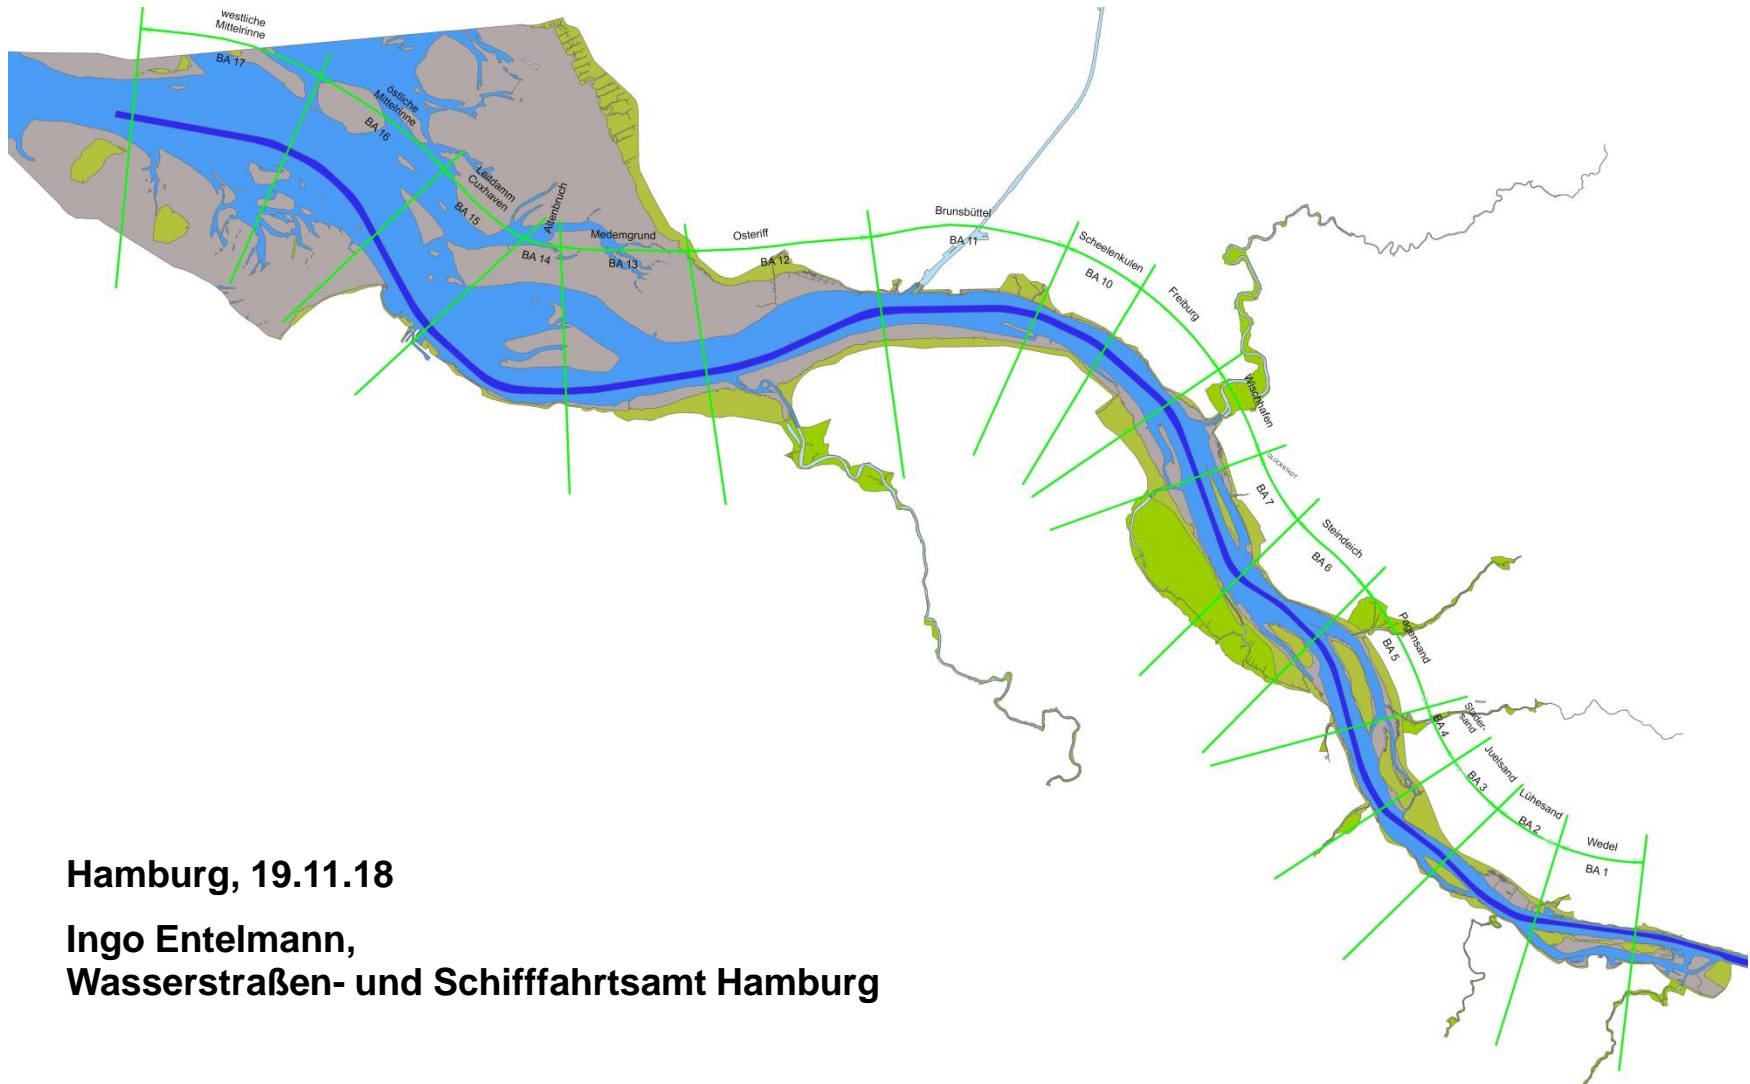 westliche
Mittelrinne
BA 17
östliche
Mittelrinne
BA 16
Leitdamm
Cuxhaven
BA 15
Altenbruch
BA 14
Medemgrund
BA 13
Osteriff
BA 12
Brunsbüttel
BA 11
Scheelenkulen
BA 10
Freiburg
Wischhafen
GLÜCKSTADT
BA 7
Steindeich
BA 6
Pagensand
BA 5
Stader-
sand
BA 4
Juelsand
BA 3
Lühesand
BA 2
Wedel
BA 1
Hamburg, 19.11.18
Ingo Entelmann,
Wasserstraßen- und Schifffahrtsamt Hamburg